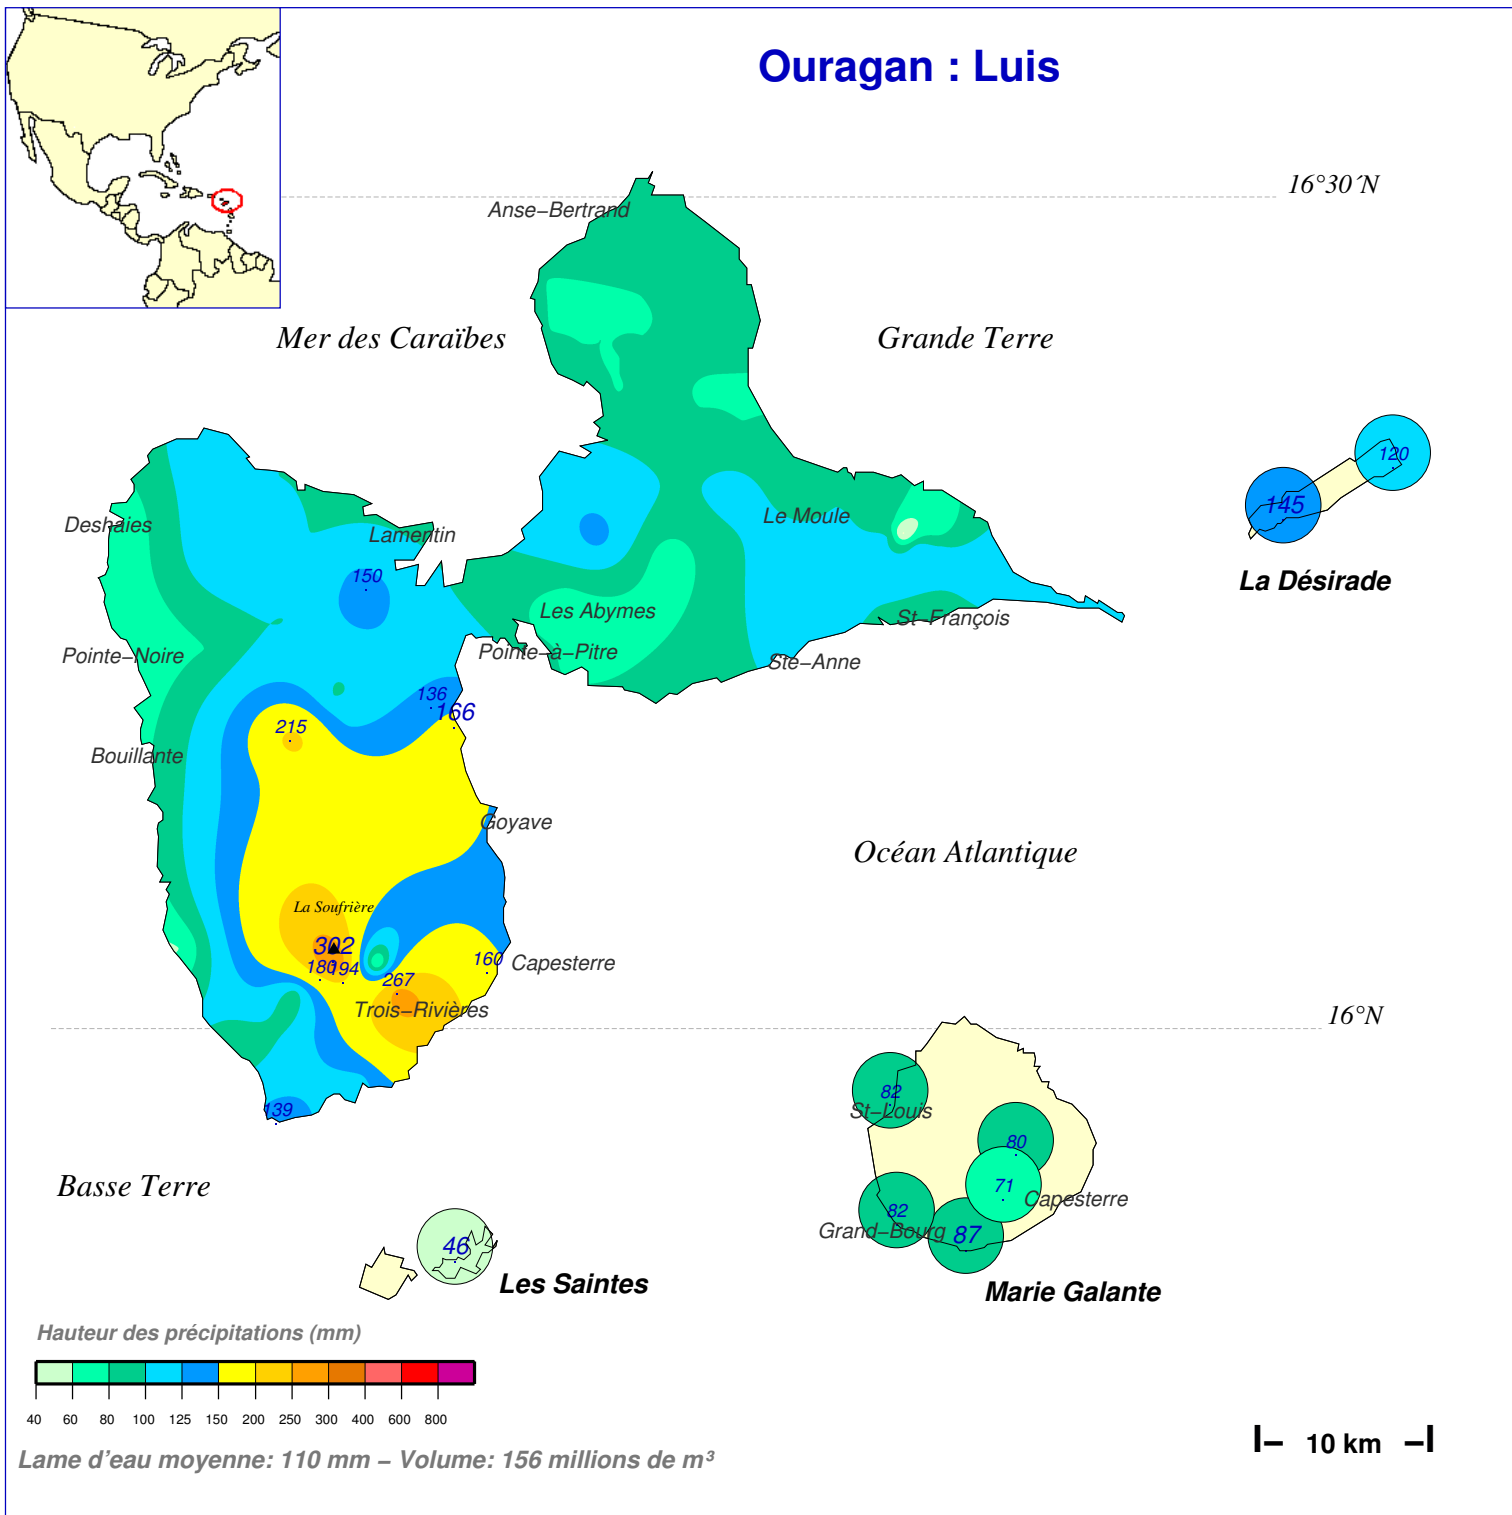 Ouragan : Luis
16°30´N
Anse−Bertrand
Mer des Caraïbes
Grande Terre
120
145
La Désirade
Deshaies
Lamentin
Le Moule
150
Les Abymes
St−François
Pointe−Noire
Pointe−à−Pitre
Ste−Anne
136
166
215
Bouillante
Goyave
Océan Atlantique
La Soufrière
302
180
194
160
Capesterre
267
Trois−Rivières
16°N
82
St−Louis
139
80
71
Capesterre
82
Grand−Bourg
87
Basse Terre
46
Les Saintes
Marie Galante
Hauteur des précipitations (mm)
40 60 80 100 125 150 200 250 300 400 600 800
10 km
Lame d'eau moyenne: 110 mm − Volume: 156 millions de m³